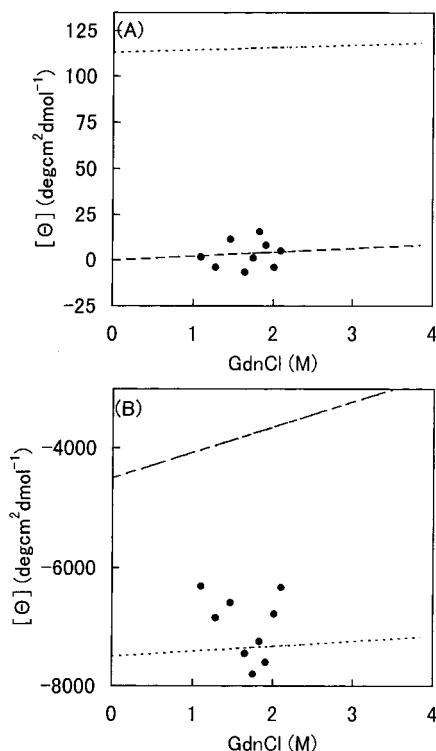 (A)
125
100
75
50
25
0
-25
[Θ] (degcm²dmol⁻¹)
0 1 2 3 4
GdnCl (M)
(B)
-4000
-6000
-8000
[Θ] (degcm²dmol⁻¹)
0 1 2 3 4
GdnCl (M)